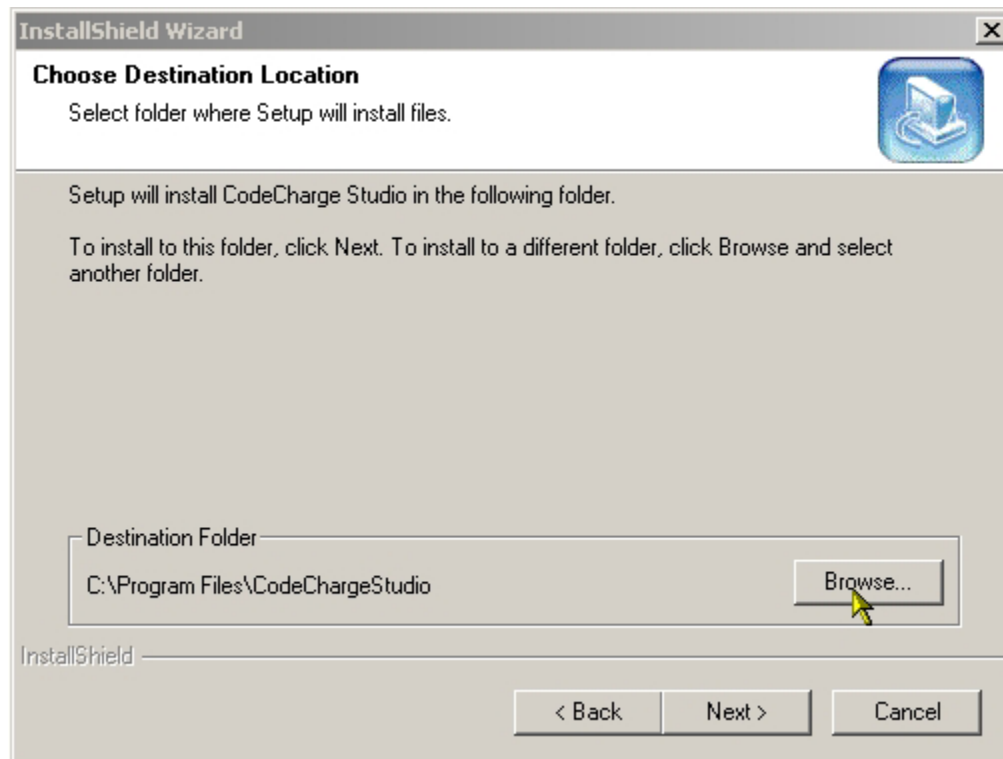 InstallShield Wizard
Choose Destination Location
Select folder where Setup will install files.
Setup will install CodeCharge Studio in the following folder.
To install to this folder, click Next. To install to a different folder, click Browse and select
another folder.
Destination Folder
C:\Program Files\CodeChargeStudio
Browse...
InstallShield
< Back
Next >
Cancel